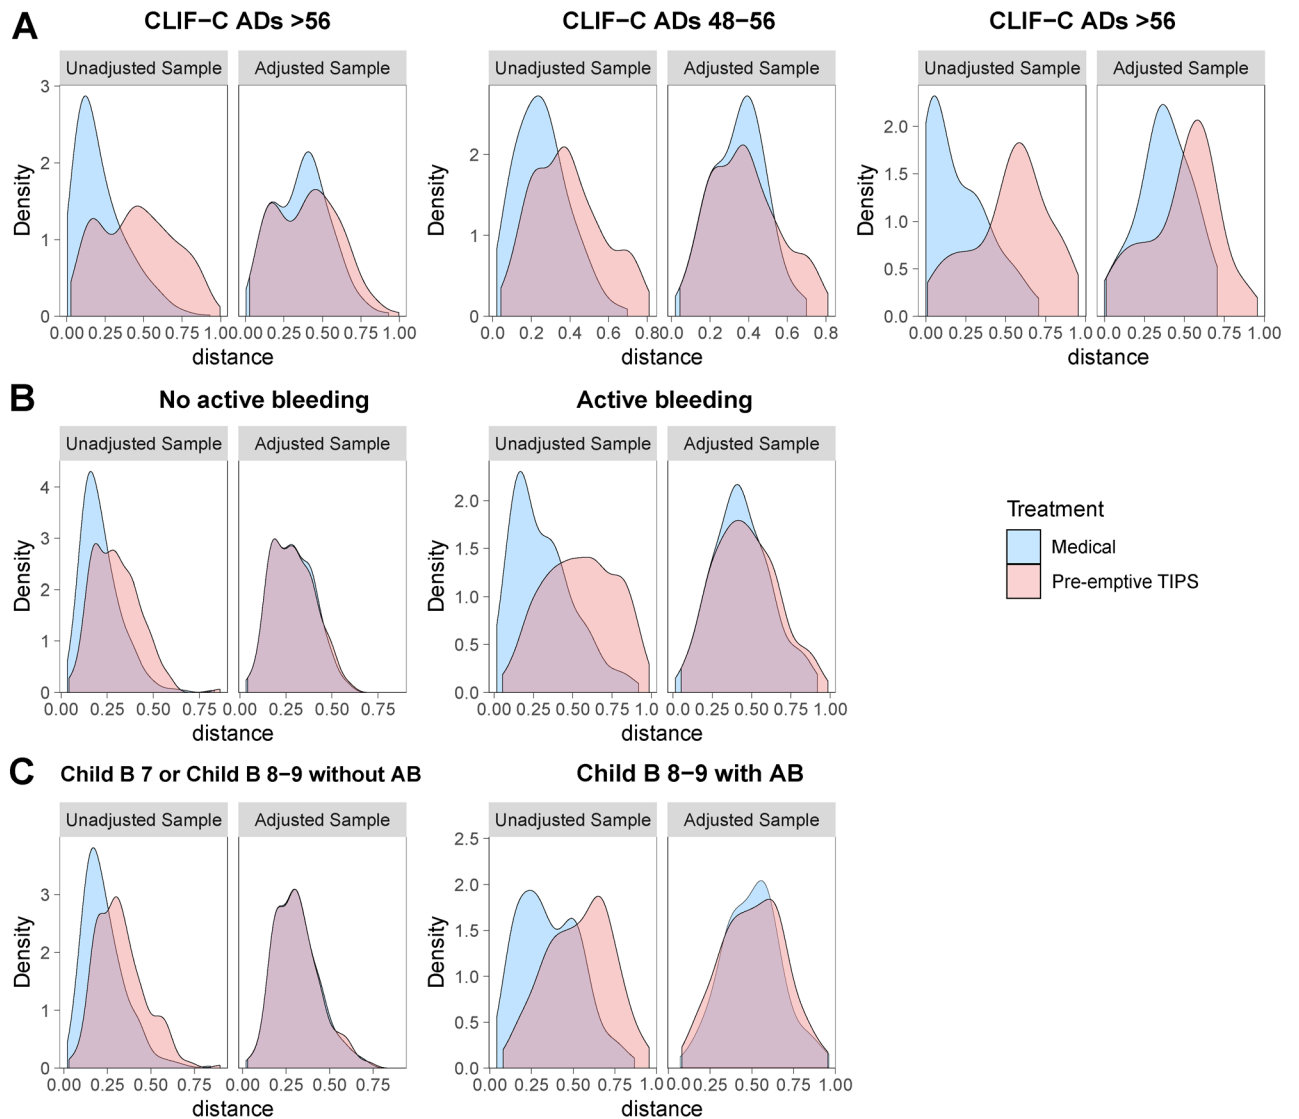 A
CLIF−C ADs >56
CLIF−C ADs 48−56
CLIF−C ADs >56
Unadjusted Sample
Adjusted Sample
Unadjusted Sample
Adjusted Sample
Unadjusted Sample
Adjusted Sample
Density
3
2
1
0
Density
2
1
0
Density
2.0
1.5
1.0
0.5
0.0
0.00 0.25 0.50 0.75 1.00 0.25 0.50 0.75 1.00
0.0 0.2 0.4 0.6 0.8 0.0 0.2 0.4 0.6 0.8
0.00 0.25 0.50 0.75 1.00 0.00 0.25 0.50 0.75 1.00
distance
distance
distance
B
No active bleeding
Active bleeding
Unadjusted Sample
Adjusted Sample
Unadjusted Sample
Adjusted Sample
Density
4
3
2
1
0
Density
2.0
1.5
1.0
0.5
0.0
0.00 0.25 0.50 0.75 0.00 0.25 0.50 0.75
0.00 0.25 0.50 0.75 1.0 0.00 0.25 0.50 0.75 1.00
distance
distance
Treatment
Medical
Pre-emptive TIPS
C
Child B 7 or Child B 8−9 without AB
Child B 8−9 with AB
Unadjusted Sample
Adjusted Sample
Unadjusted Sample
Adjusted Sample
Density
3
2
1
0
Density
2.5
2.0
1.5
1.0
0.5
0.0
0.00 0.25 0.50 0.75 0.00 0.25 0.50 0.75
0.00 0.25 0.50 0.75 1.0 0.00 0.25 0.50 0.75 1.00
distance
distance